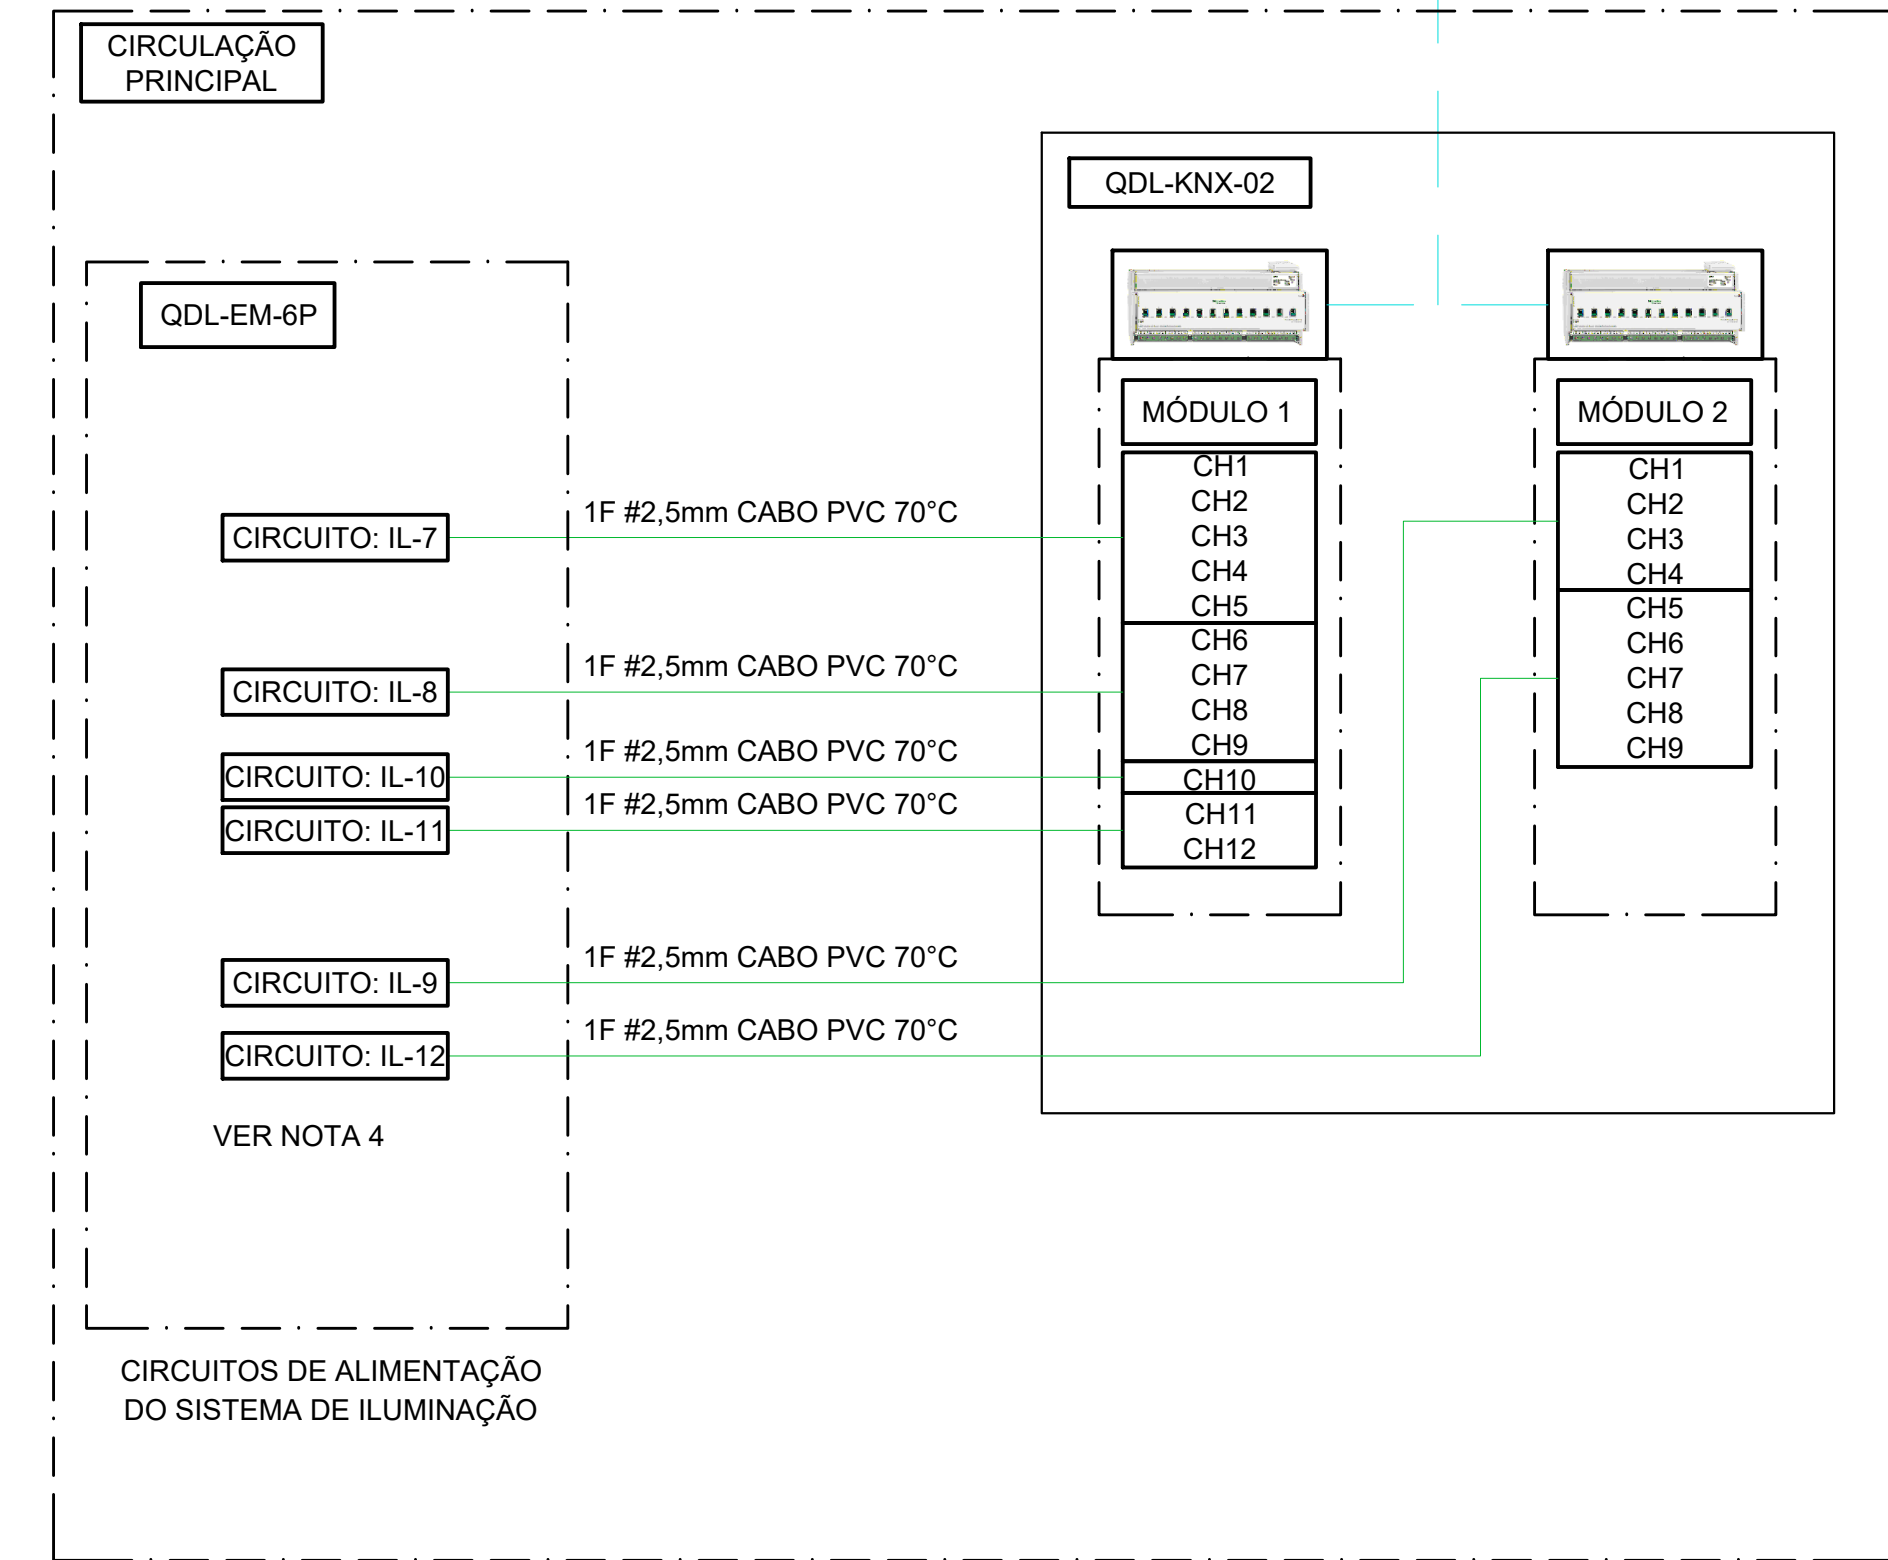 CIRCULAÇÃO
PRINCIPAL
QDL-KNX-02
QDL-EM-6P
MÓDULO 1
CH1
CH2
CH3
CH4
CH5
CH6
CH7
CH8
CH9
CH10
CH11
CH12
MÓDULO 2
CH1
CH2
CH3
CH4
CH5
CH6
CH7
CH8
CH9
CIRCUITO: IL-7
1F #2,5mm CABO PVC 70°C
CIRCUITO: IL-8
1F #2,5mm CABO PVC 70°C
CIRCUITO: IL-10
1F #2,5mm CABO PVC 70°C
CIRCUITO: IL-11
1F #2,5mm CABO PVC 70°C
CIRCUITO: IL-9
1F #2,5mm CABO PVC 70°C
CIRCUITO: IL-12
1F #2,5mm CABO PVC 70°C
VER NOTA 4
CIRCUITOS DE ALIMENTAÇÃO
DO SISTEMA DE ILUMINAÇÃO